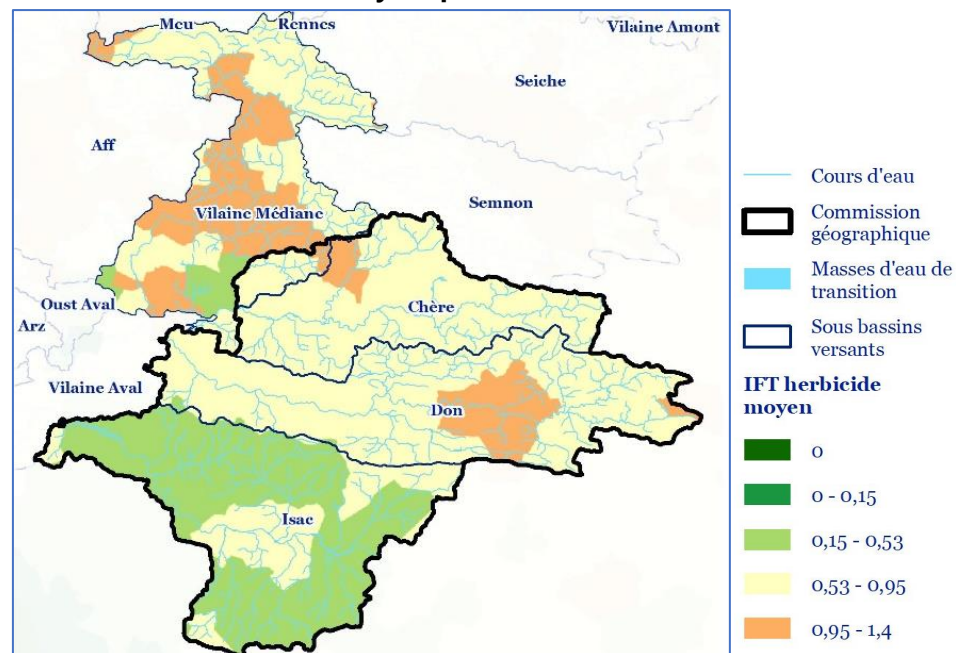 Meu
Rennes
Vilaine Amont
Seiche
Aff
Semnon
Vilaine Médiane
Oust Aval
Arz
Chère
Vilaine Aval
Don
Isac
Cours d'eau
Commission
géographique
Masses d'eau de
transition
Sous bassins
versants
IFT herbicide
moyen
0
0 - 0,15
0,15 - 0,53
0,53 - 0,95
0,95 - 1,4